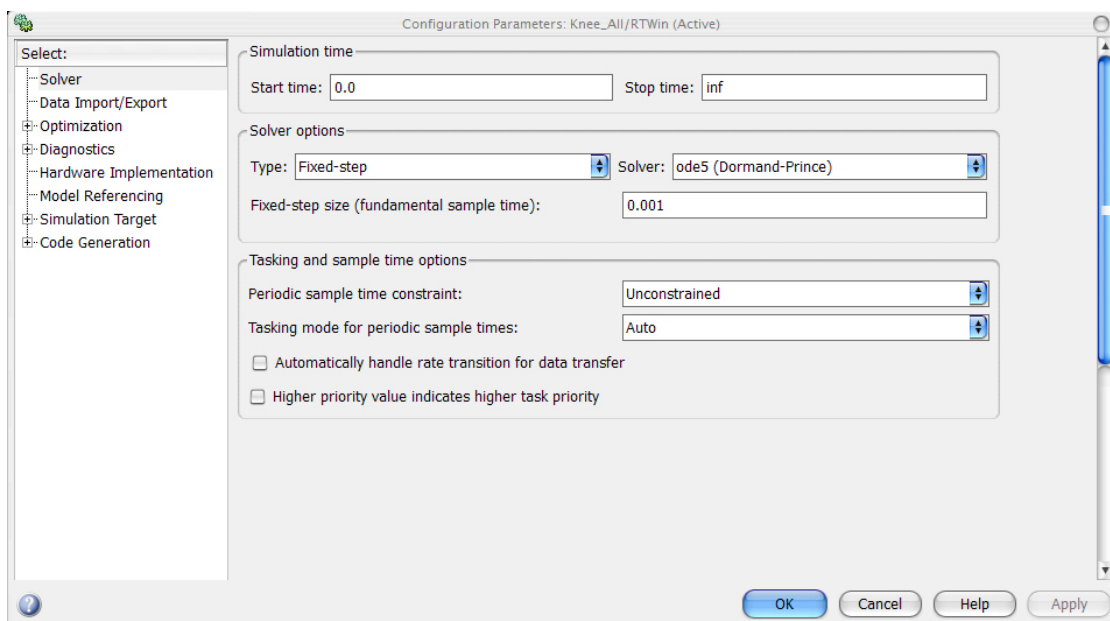 Configuration Parameters: Knee_All/RTWin (Active)
Select:
Solver
Data Import/Export
Optimization
Diagnostics
Hardware Implementation
Model Referencing
Simulation Target
Code Generation
Simulation time
Start time: 0.0 Stop time: inf
Solver options
Type: Fixed-step Solver: ode5 (Dormand-Prince)
Fixed-step size (fundamental sample time): 0.001
Tasking and sample time options
Periodic sample time constraint: Unconstrained
Tasking mode for periodic sample times: Auto
Automatically handle rate transition for data transfer
Higher priority value indicates higher task priority
? OK Cancel Help Apply